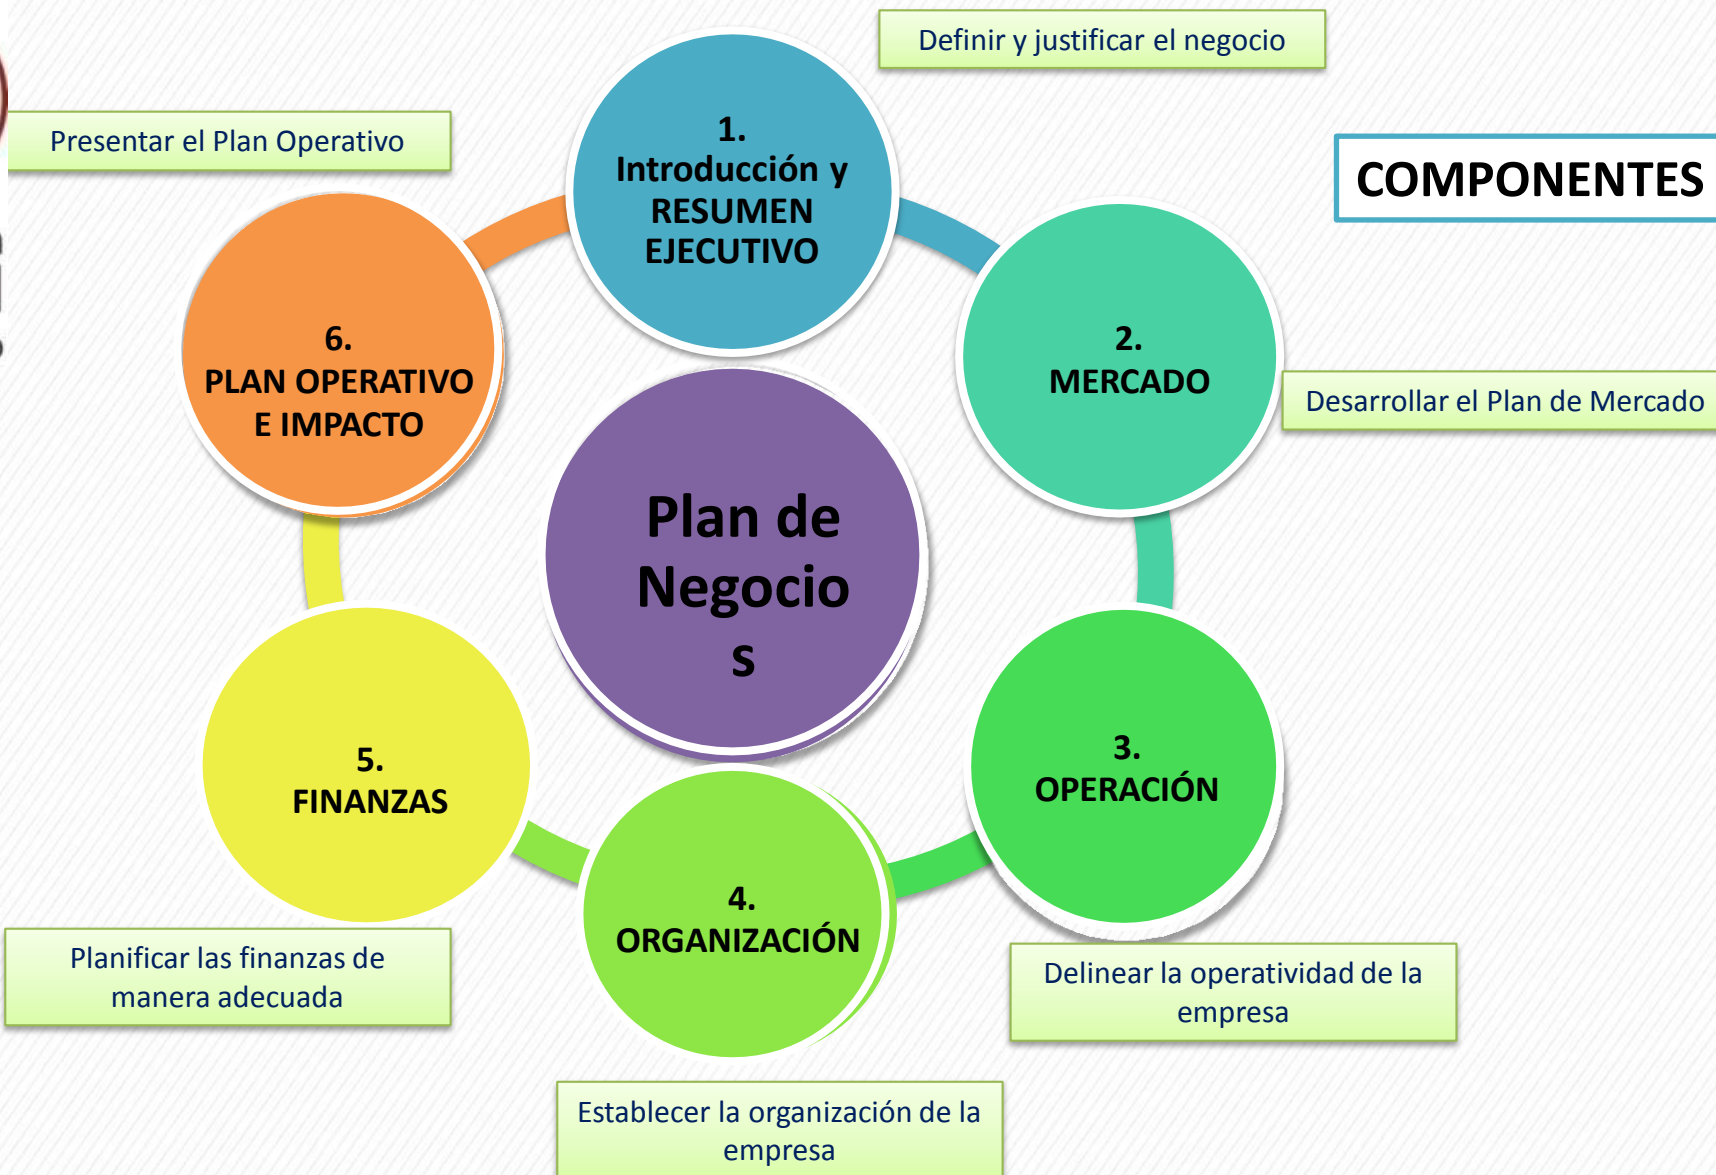 Definir y justificar el negocio
Presentar el Plan Operativo
COMPONENTES
1.
Introducción y
RESUMEN
EJECUTIVO
2.
MERCADO
Desarrollar el Plan de Mercado
6.
PLAN OPERATIVO
E IMPACTO
Plan de
Negocio
s
3.
OPERACIÓN
5.
FINANZAS
4.
ORGANIZACIÓN
Planificar las finanzas de
manera adecuada
Delinear la operatividad de la
empresa
Establecer la organización de la
empresa